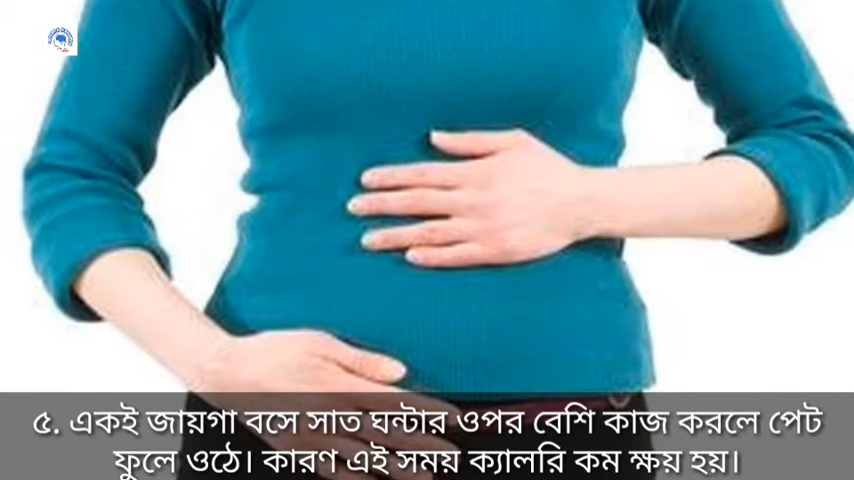 ৫. একই জায়গা বসে সাত ঘন্টার ওপর বেশি কাজ করলে পেট
ফুলে ওঠে। কারণ এই সময় ক্যালরি কম ক্ষয় হয়।